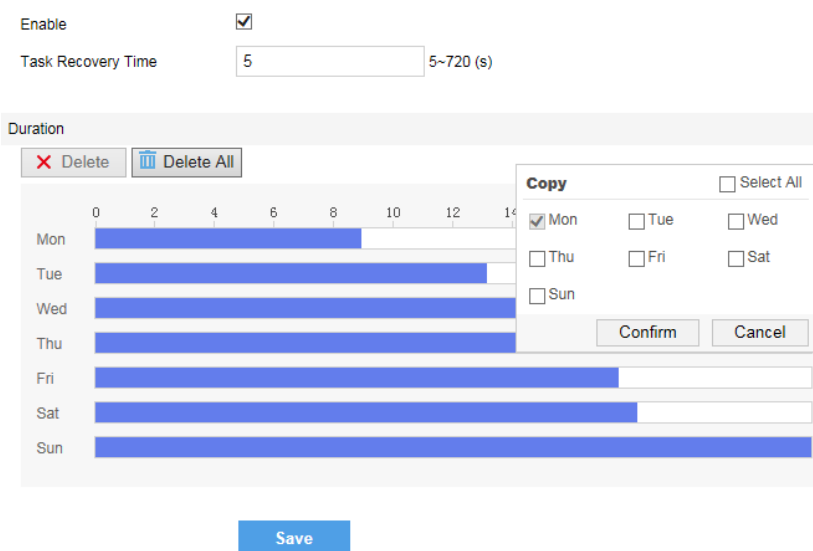 Enable
Task Recovery Time 5 5~720 (s)
Duration
Delete Delete All
Copy Select All
0 2 4 6 8 10 12 14
Mon Tue Wed
Thu Fri Sat
Sun
Confirm Cancel
Mon
Tue
Wed
Thu
Fri
Sat
Sun
Save